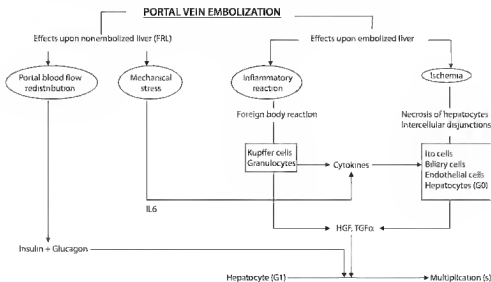 PORTAL VEIN EMBOLIZATION
Effects upon nonembolized liver (FRL)
Effects upon embolized liver
Portal blood flow
redistribution
Mechanical
stress
Inflammatory
reaction
Ischemia
Foreign body reaction
Necrosis of hepatocytes
Intercellular disjunctions
Kupffer cells
Granulocytes
Cytokines
Ito cells
Biliary cells
Endothelial cells
Hepatocytes (G0)
IL6
HGF, TGFα
Insulin + Glucagon
Hepatocyte (G1)
Multiplication (s)